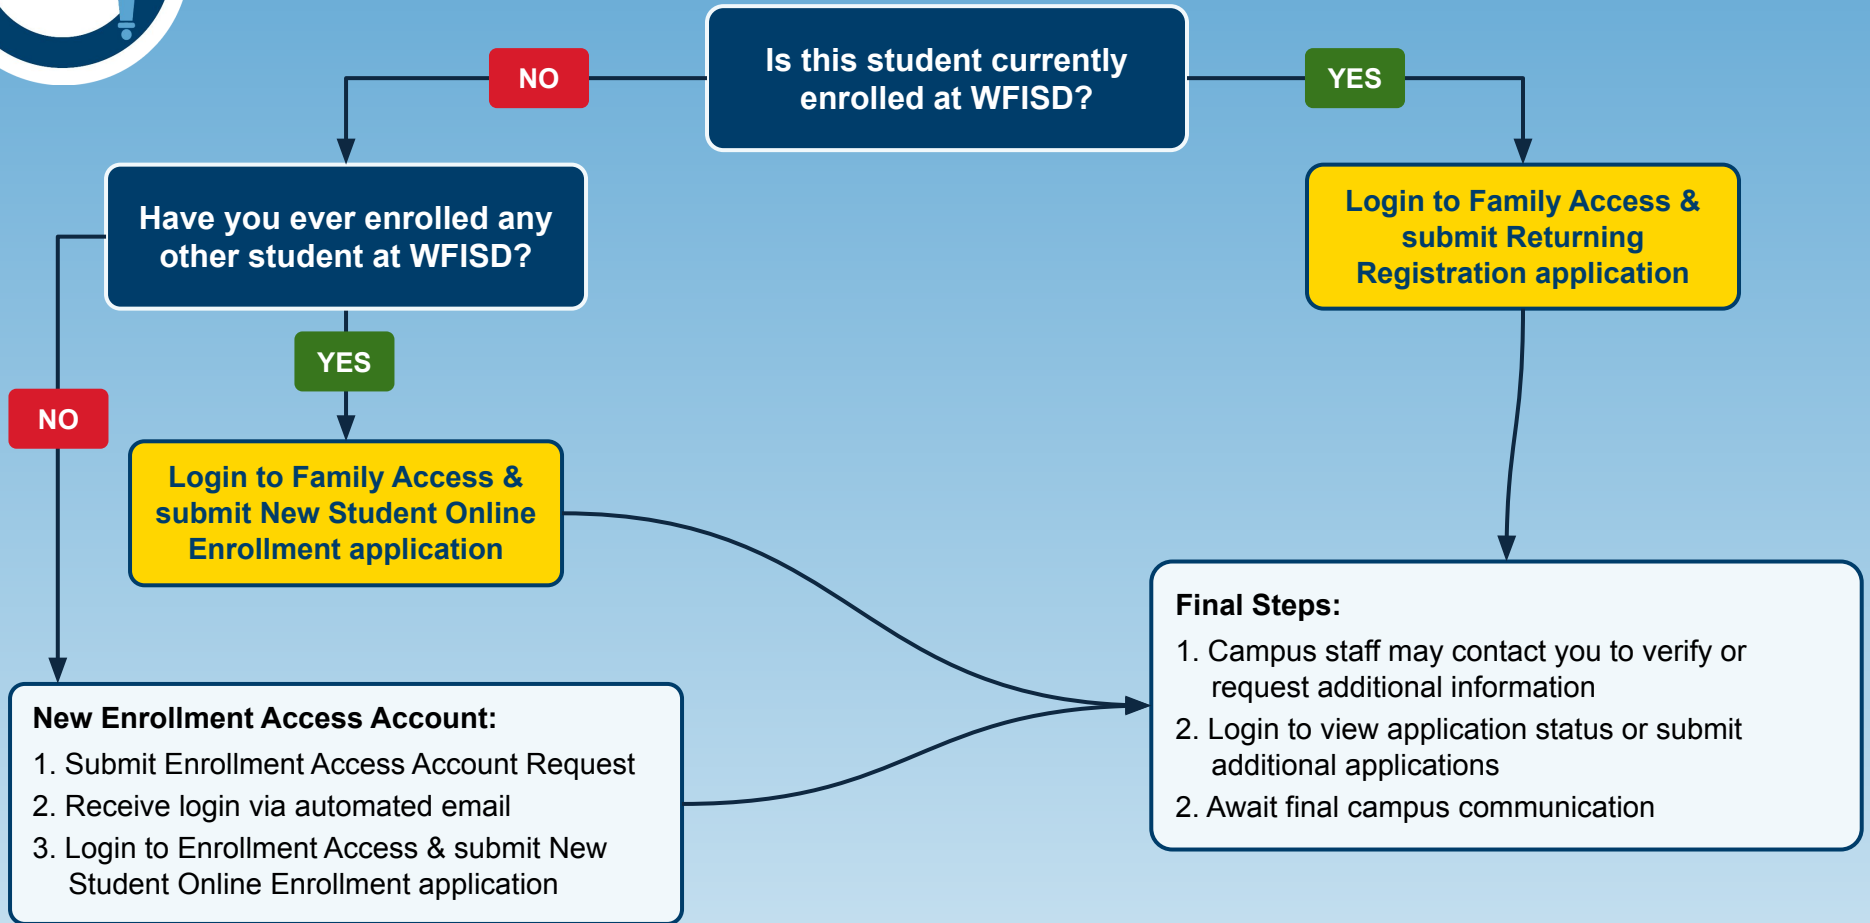 Is this student currently
enrolled at WFISD?
NO
YES
Have you ever enrolled any
other student at WFISD?
Login to Family Access &
submit Returning
Registration application
YES
NO
Login to Family Access &
submit New Student Online
Enrollment application
New Enrollment Access Account:
1. Submit Enrollment Access Account Request
2. Receive login via automated email
3. Login to Enrollment Access & submit New
Student Online Enrollment application
Final Steps:
1. Campus staff may contact you to verify or
request additional information
2. Login to view application status or submit
additional applications
2. Await final campus communication